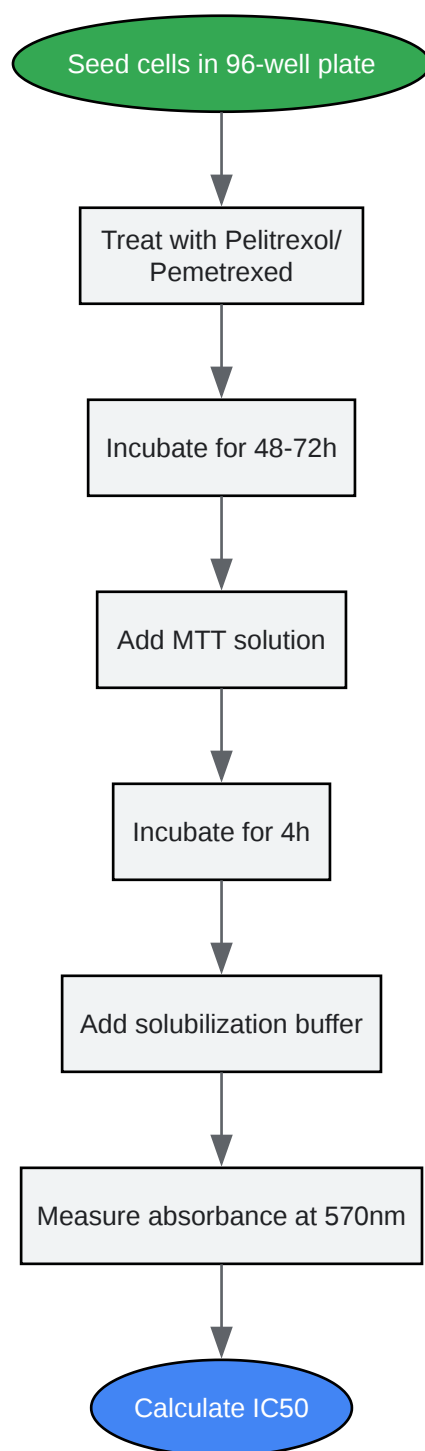 Seed cells in 96-well plate
Treat with Pelitrexol/
Pemetrexed
Incubate for 48-72h
Add MTT solution
Incubate for 4h
Add solubilization buffer
Measure absorbance at 570nm
Calculate IC50